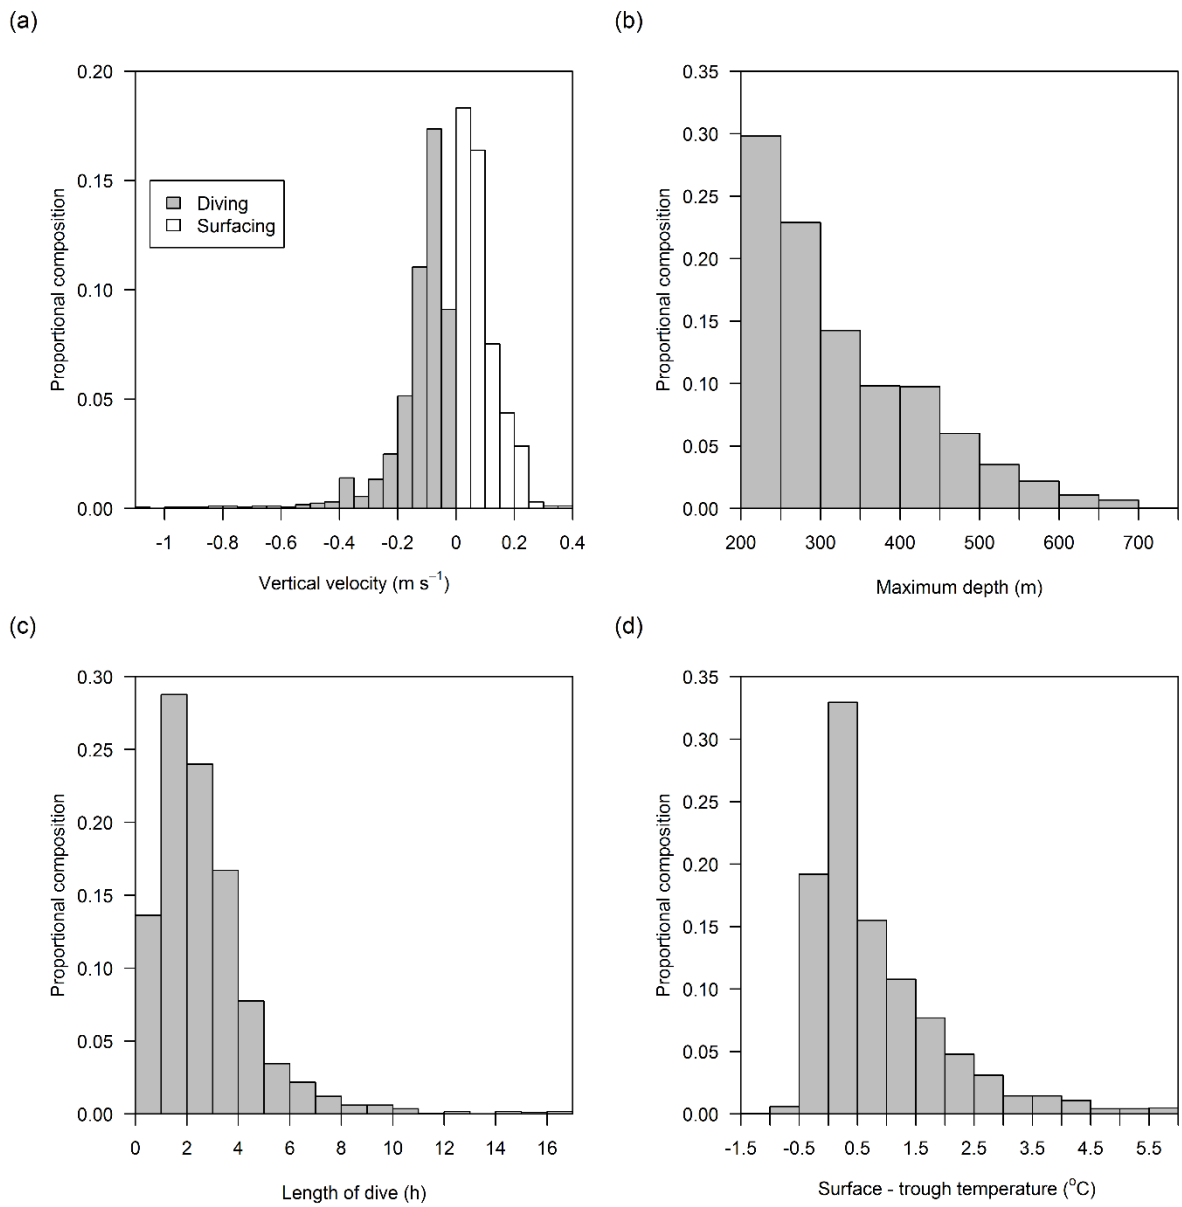 (a)
Proportional composition
0.20
0.15
0.10
0.05
0.00
Diving
Surfacing
-1 -0.8 -0.6 -0.4 -0.2 0 0.2 0.4
Vertical velocity (m s⁻¹)
(b)
Proportional composition
0.35
0.30
0.25
0.20
0.15
0.10
0.05
0.00
200 300 400 500 600 700
Maximum depth (m)
(c)
Proportional composition
0.30
0.25
0.20
0.15
0.10
0.05
0.00
0 2 4 6 8 10 12 14 16
Length of dive (h)
(d)
Proportional composition
0.35
0.30
0.25
0.20
0.15
0.10
0.05
0.00
-1.5 -0.5 0.5 1.5 2.5 3.5 4.5 5.5
Surface - trough temperature (°C)